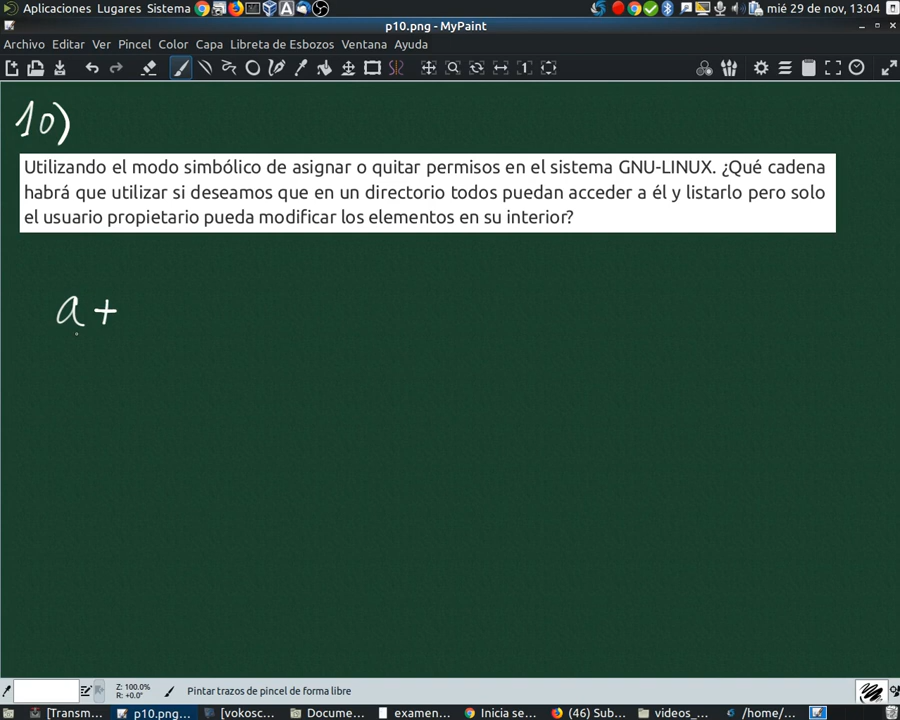 Aplicaciones Lugares Sistema mié 29 de nov, 13:04
p10.png - MyPaint
Archivo Editar Ver Pincel Color Capa Libreta de Esbozos Ventana Ayuda
10)
Utilizando el modo simbólico de asignar o quitar permisos en el sistema GNU-LINUX. ¿Qué cadena
habrá que utilizar si deseamos que en un directorio todos puedan acceder a él y listarlo pero solo
el usuario propietario pueda modificar los elementos en su interior?
a +
Z: 100.0%
R: +0.0°
Pintar trazos de pincel de forma libre
[Transm... p10.png... [vokosc... Docume... examen... Inicia se... (46) Sub... videos_... /home/...